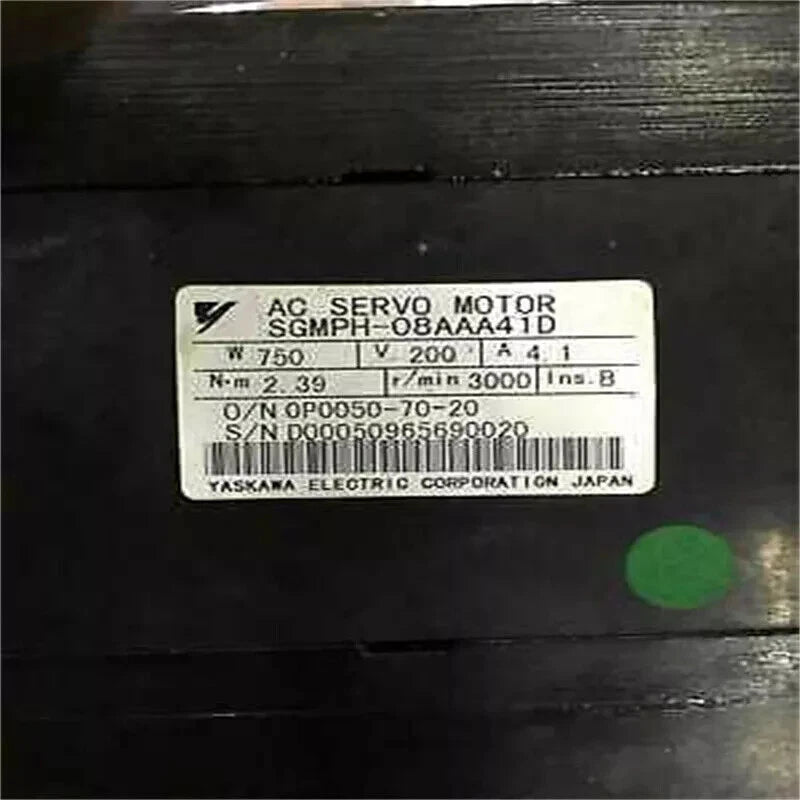 AC SERVO MOTOR
SGMPH-08AAA41D
W 750 V 200 A 4.1
N·m 2.39 r/min 3000 Ins. B
O/N 0P0050-70-20
S/N D00050965690020
YASKAWA ELECTRIC CORPORATION JAPAN